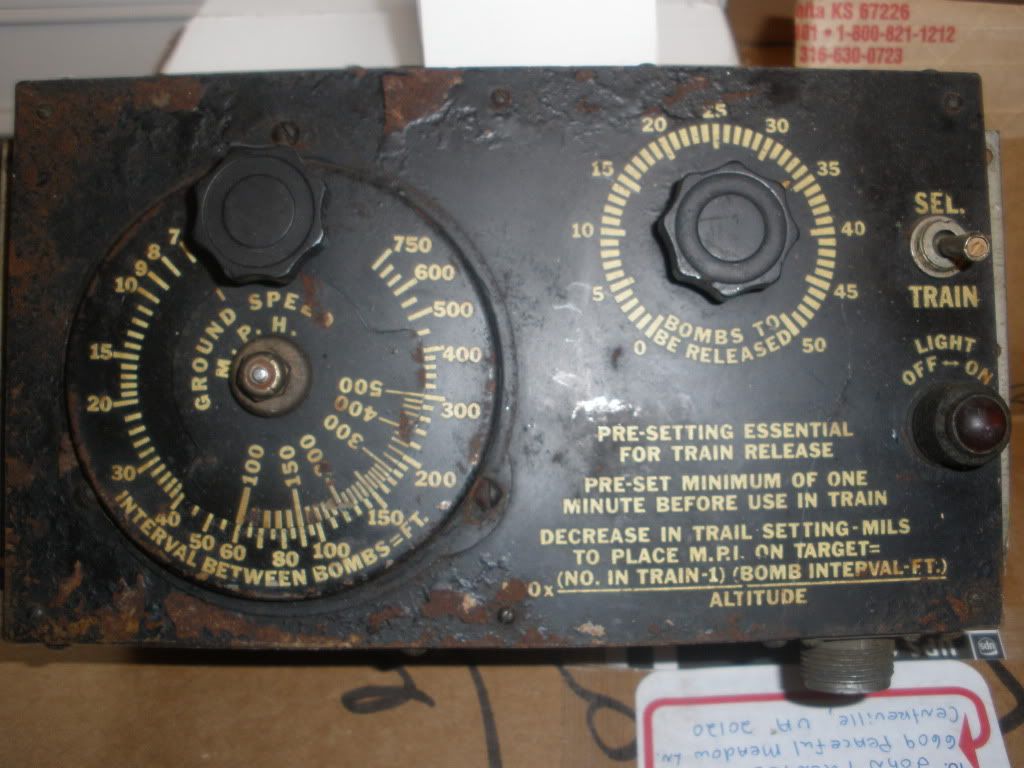 KS 67226
1-800-821-1212
316-630-0723
20 25 30
15 35
10 40
5 45
0 50
BOMBS TO
BE RELEASED
SEL.
TRAIN
LIGHT
OFF ↔ ON
750
600
500
400
300
200
150
100
80
60
50
40
30
20
15
10
9
8
7
GROUND
M. P. H.
100 150 300 400 500
INTERVAL BETWEEN BOMBS=FT.
PRE-SETTING ESSENTIAL
FOR TRAIN RELEASE
PRE-SET MINIMUM OF ONE
MINUTE BEFORE USE IN TRAIN
DECREASE IN TRAIL SETTING-MILS
TO PLACE M.P.I. ON TARGET=
(NO. IN TRAIN-1) (BOMB INTERVAL-FT.)
ALTITUDE
sdn
6609 Peaceful Meadow Ln.
Centreville, VA 20120